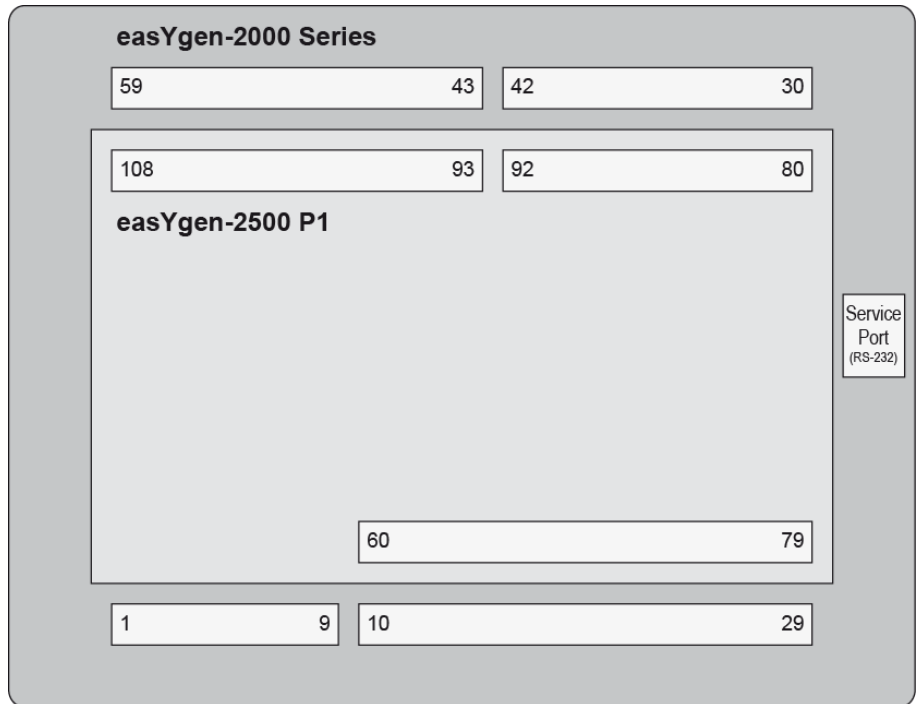 easYgen-2000 Series
59 43 42 30
108 93 92 80
easYgen-2500 P1
Service
Port
(RS-232)
60 79
1 9 10 29